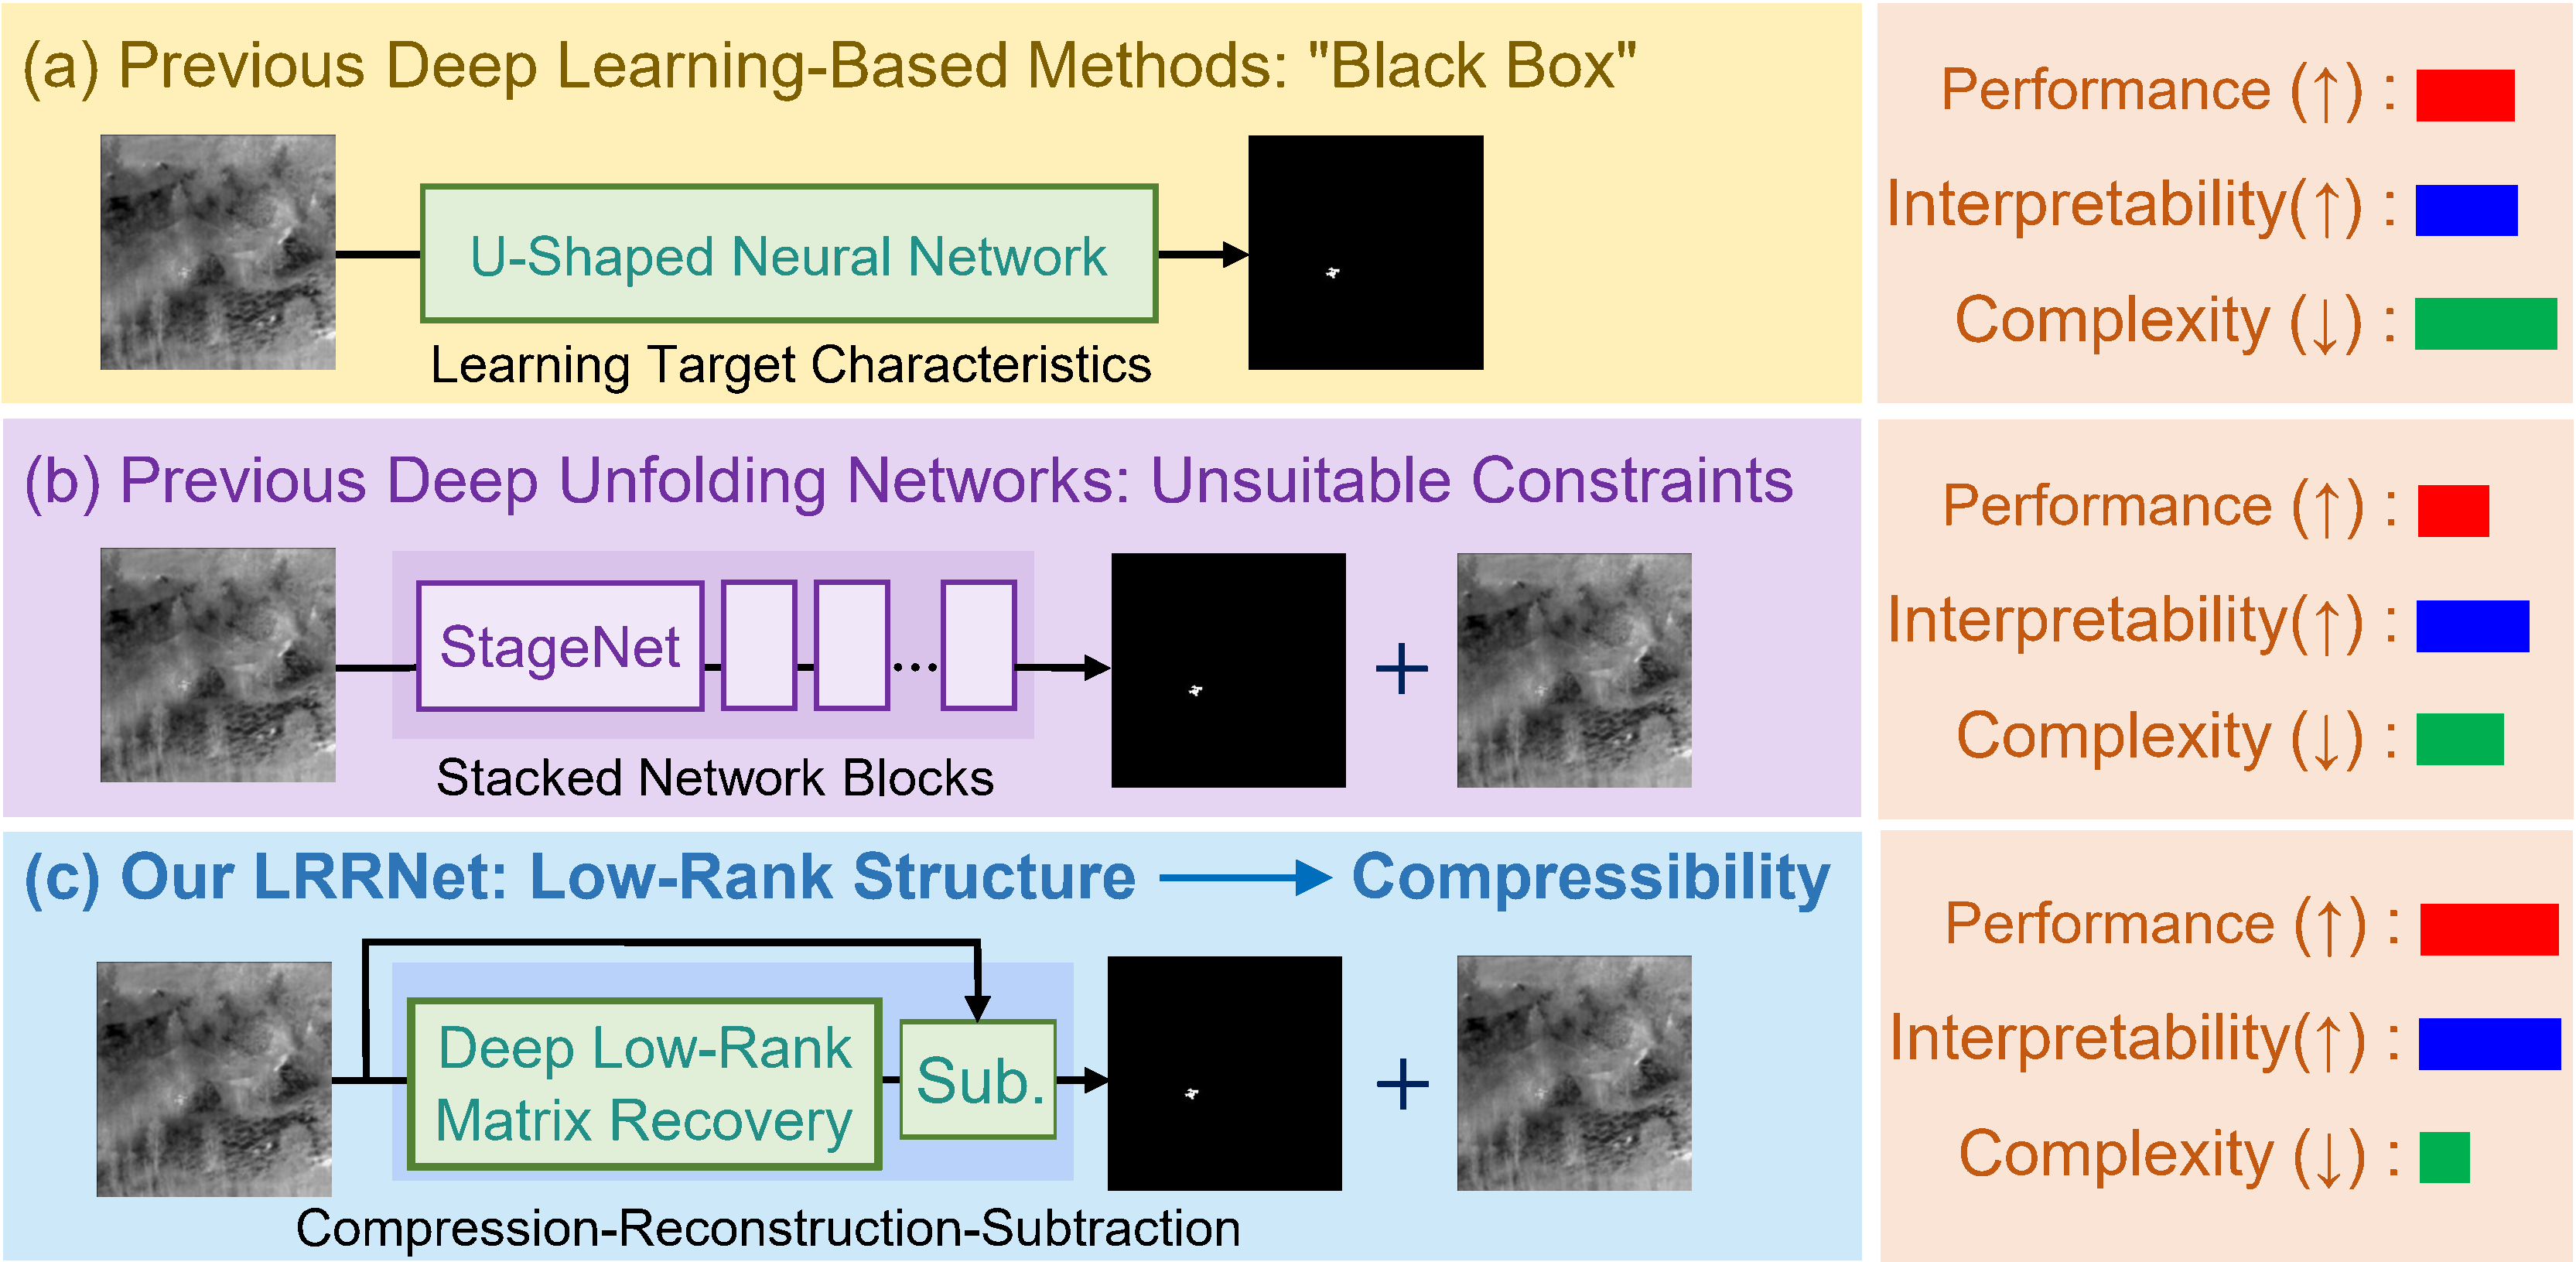 (a) Previous Deep Learning-Based Methods: "Black Box"
U-Shaped Neural Network
Learning Target Characteristics
Performance (↑) :
Interpretability(↑) :
Complexity (↓) :
(b) Previous Deep Unfolding Networks: Unsuitable Constraints
StageNet
...
+
Stacked Network Blocks
Performance (↑) :
Interpretability(↑) :
Complexity (↓) :
(c) Our LRRNet: Low-Rank Structure → Compressibility
Deep Low-Rank
Matrix Recovery
Sub.
+
Compression-Reconstruction-Subtraction
Performance (↑) :
Interpretability(↑) :
Complexity (↓) :